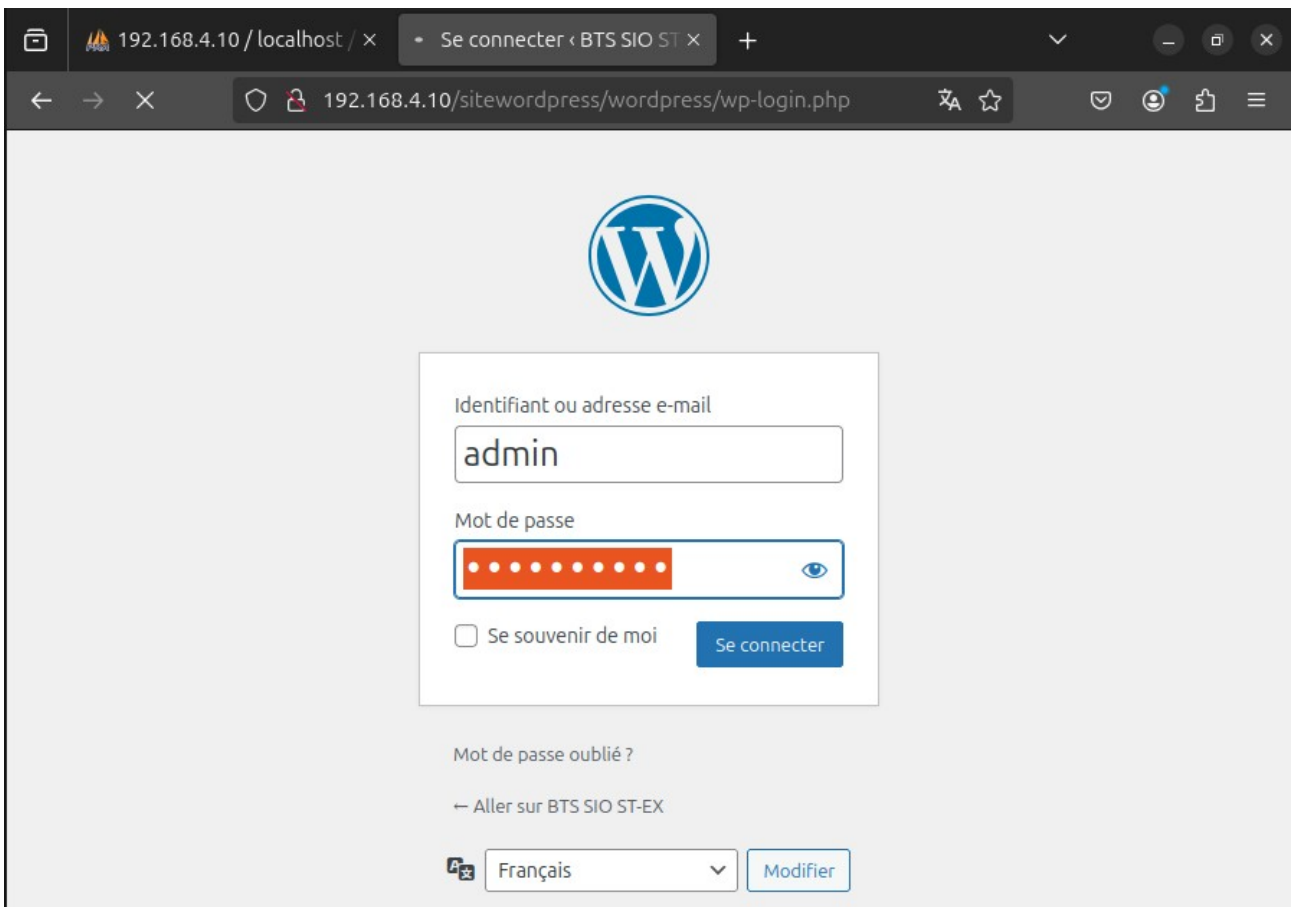 192.168.4.10 / localhost /
Se connecter ‹ BTS SIO ST
192.168.4.10/sitewordpress/wordpress/wp-login.php
Identifiant ou adresse e-mail
admin
Mot de passe
Se souvenir de moi
Se connecter
Mot de passe oublié ?
← Aller sur BTS SIO ST-EX
Français
Modifier